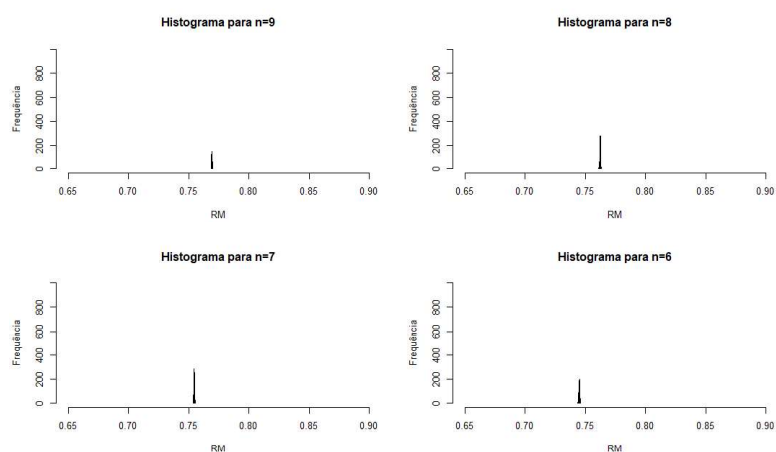 Histograma para n=9
Frequência
0 200 400 600 800
0.65 0.70 0.75 0.80 0.85 0.90
RM
Histograma para n=8
Frequência
0 200 400 600 800
0.65 0.70 0.75 0.80 0.85 0.90
RM
Histograma para n=7
Frequência
0 200 400 600 800
0.65 0.70 0.75 0.80 0.85 0.90
RM
Histograma para n=6
Frequência
0 200 400 600 800
0.65 0.70 0.75 0.80 0.85 0.90
RM